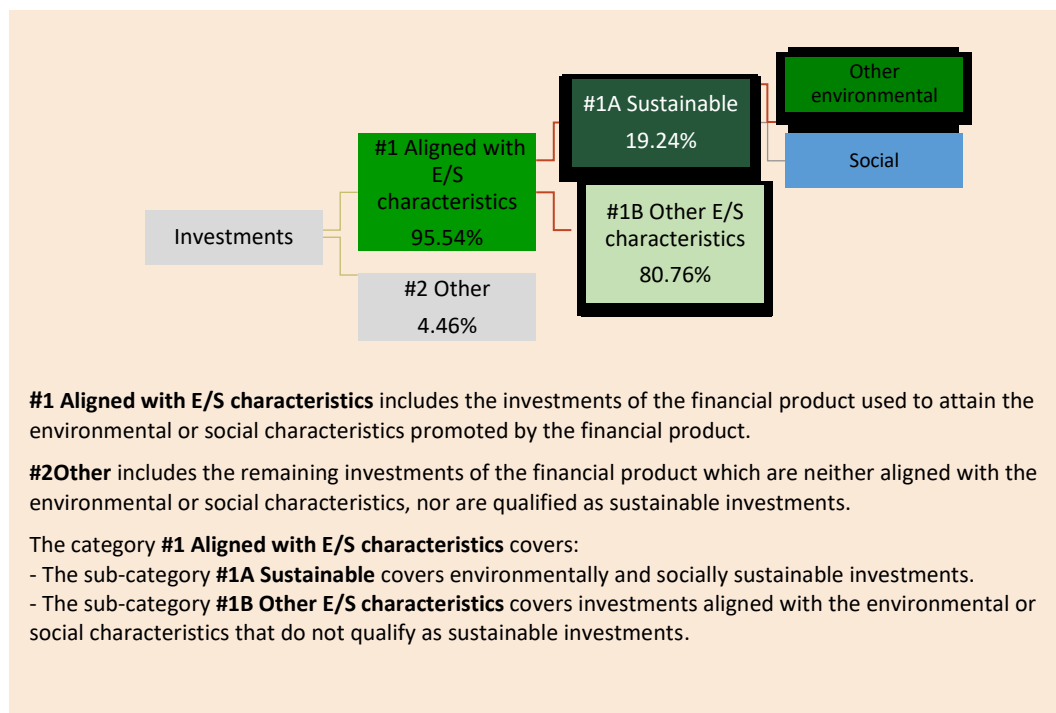 Investments
#1 Aligned with
E/S
characteristics
95.54%
#2 Other
4.46%
#1A Sustainable
19.24%
#1B Other E/S
characteristics
80.76%
Other
environmental
Social
#1 Aligned with E/S characteristics includes the investments of the financial product used to attain the
environmental or social characteristics promoted by the financial product.
#2Other includes the remaining investments of the financial product which are neither aligned with the
environmental or social characteristics, nor are qualified as sustainable investments.
The category #1 Aligned with E/S characteristics covers:
- The sub-category #1A Sustainable covers environmentally and socially sustainable investments.
- The sub-category #1B Other E/S characteristics covers investments aligned with the environmental or
social characteristics that do not qualify as sustainable investments.